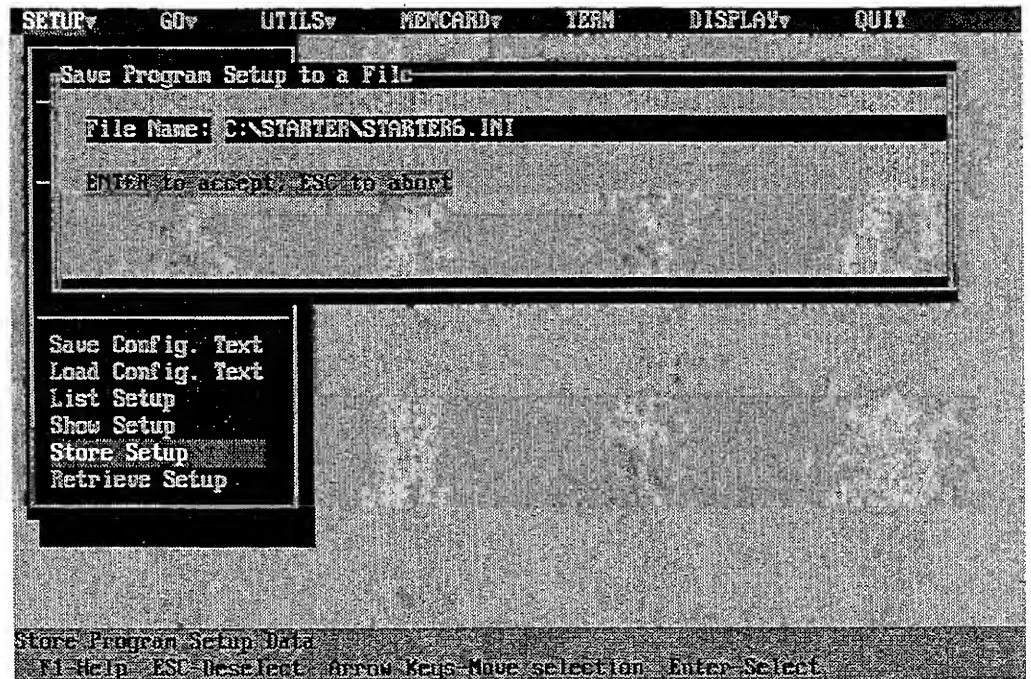 SETUP▼ GO▼ UTILS▼ MEMCARD▼ TERM DISPLAY▼ QUIT
Save Program Setup to a File
File Name: C:\STARTER\STARTER6.INI
ENTER to accept, ESC to abort
Save Config. Text
Load Config. Text
List Setup
Show Setup
Store Setup
Retrieve Setup
Store Program Setup Data
F1-Help ESC-Deselect Arrow Keys-Move selection Enter-Select